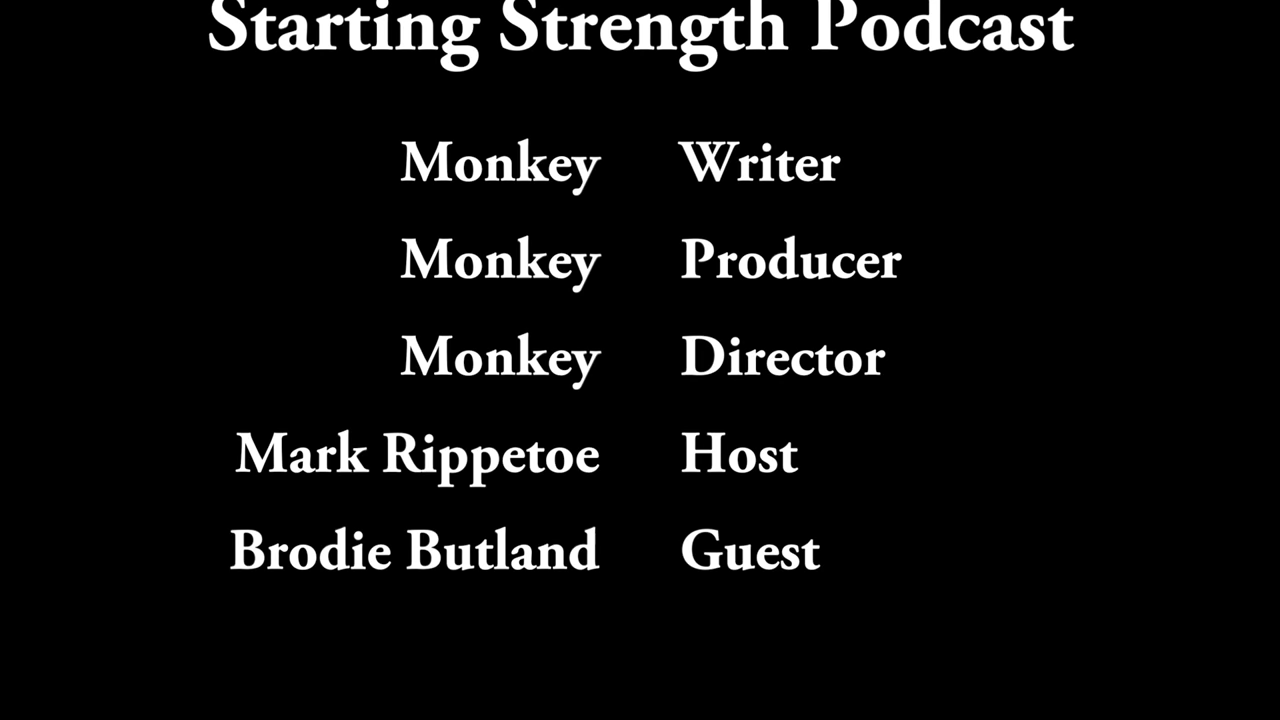 Starting Strength Podcast
Monkey Writer
Monkey Producer
Monkey Director
Mark Rippetoe Host
Brodie Butland Guest